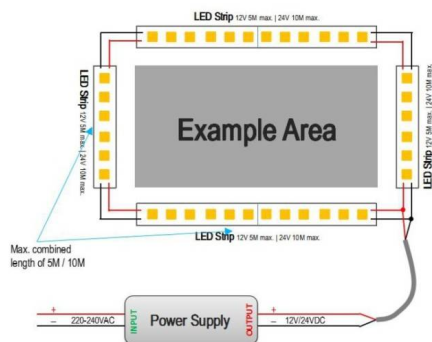 LED Strip 12V 5M max. | 24V 10M max.
LED Strip 12V 5M max. | 24V 10M max.
Example Area
LED Strip 12V 5M max. | 24V 10M max.
LED Strip 12V 5M max. | 24V 10M max.
Max. combined
length of 5M / 10M
+
220-240VAC
–
INPUT
Power Supply
OUTPUT
+
12V/24VDC
–